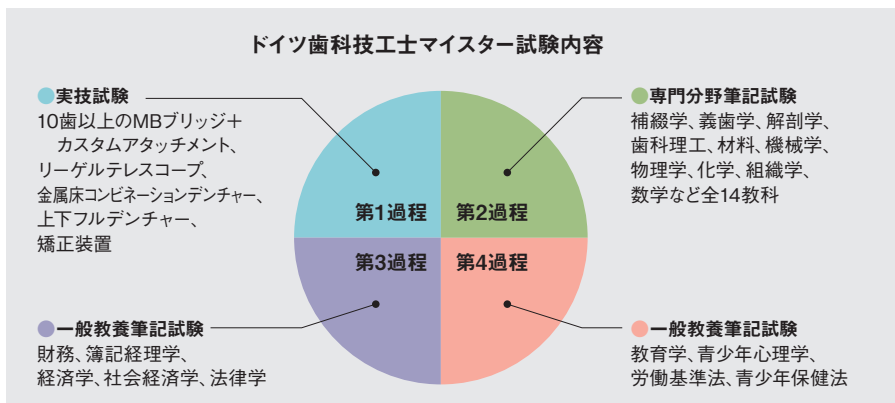 ドイツ歯科技工士マイスター試験内容
●実技試験
10歯以上のMBブリッジ＋
カスタムアタッチメント、
リーゲルテレスコープ、
金属床コンビネーションデンチャー、
上下フルデンチャー、
矯正装置
●専門分野筆記試験
補綴学、義歯学、解剖学、
歯科理工、材料、機械学、
物理学、化学、組織学、
数学など全14教科
第1過程
第2過程
第3過程
第4過程
●一般教養筆記試験
財務、簿記経理学、
経済学、社会経済学、法律学
●一般教養筆記試験
教育学、青少年心理学、
労働基準法、青少年保健法